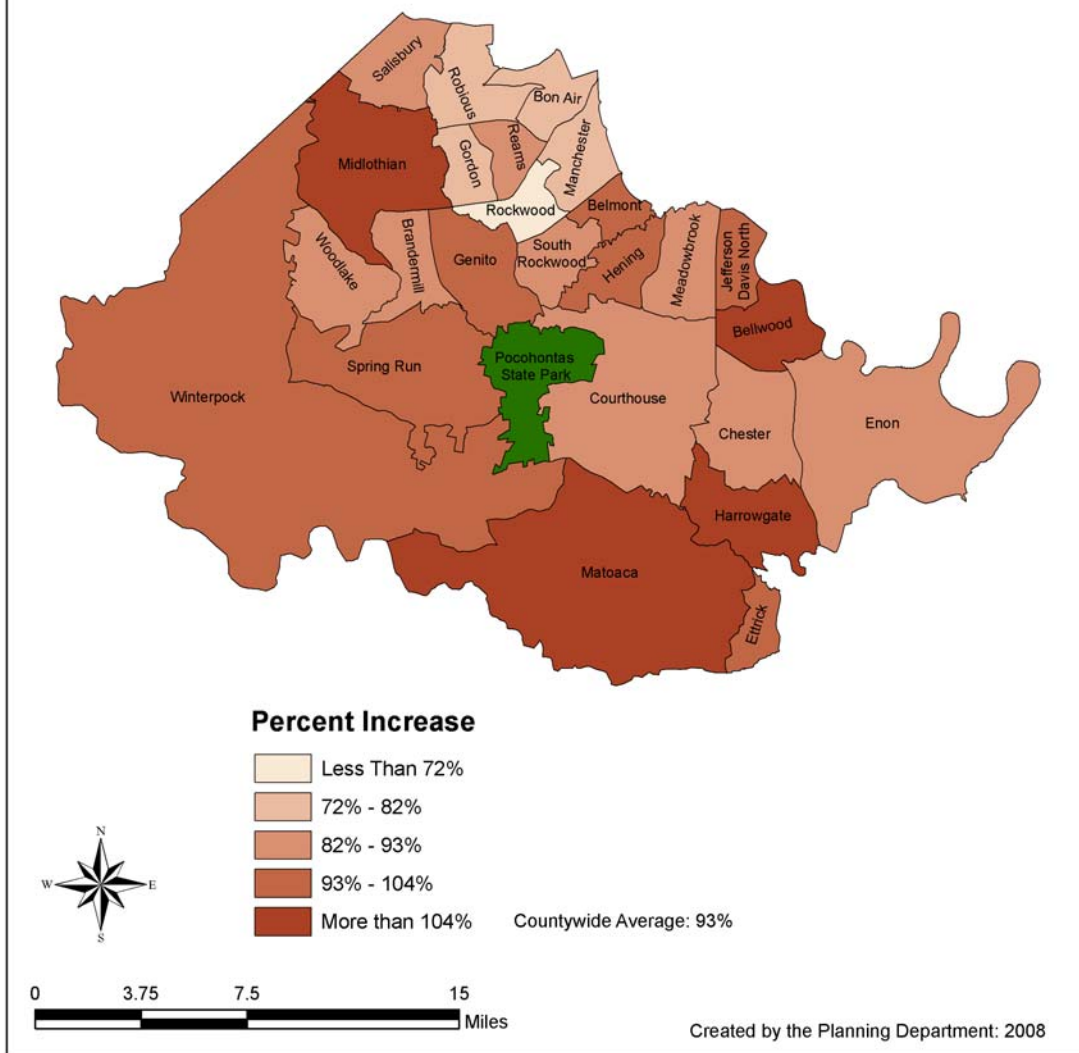 Salisbury
Robious
Bon Air
Midlothian
Gordon
Reams
Manchester
Rockwood
Belmont
Woodlake
Brandermill
Genito
South
Rockwood
Hening
Meadowbrook
Jefferson
Davis North
Bellwood
Spring Run
Pocohontas
State Park
Winterpock
Courthouse
Chester
Enon
Harrowgate
Matoaca
Ettrick
Percent Increase
Less Than 72%
72% - 82%
82% - 93%
93% - 104%
More than 104%
Countywide Average: 93%
N
W
E
S
0
3.75
7.5
15
Miles
Created by the Planning Department: 2008